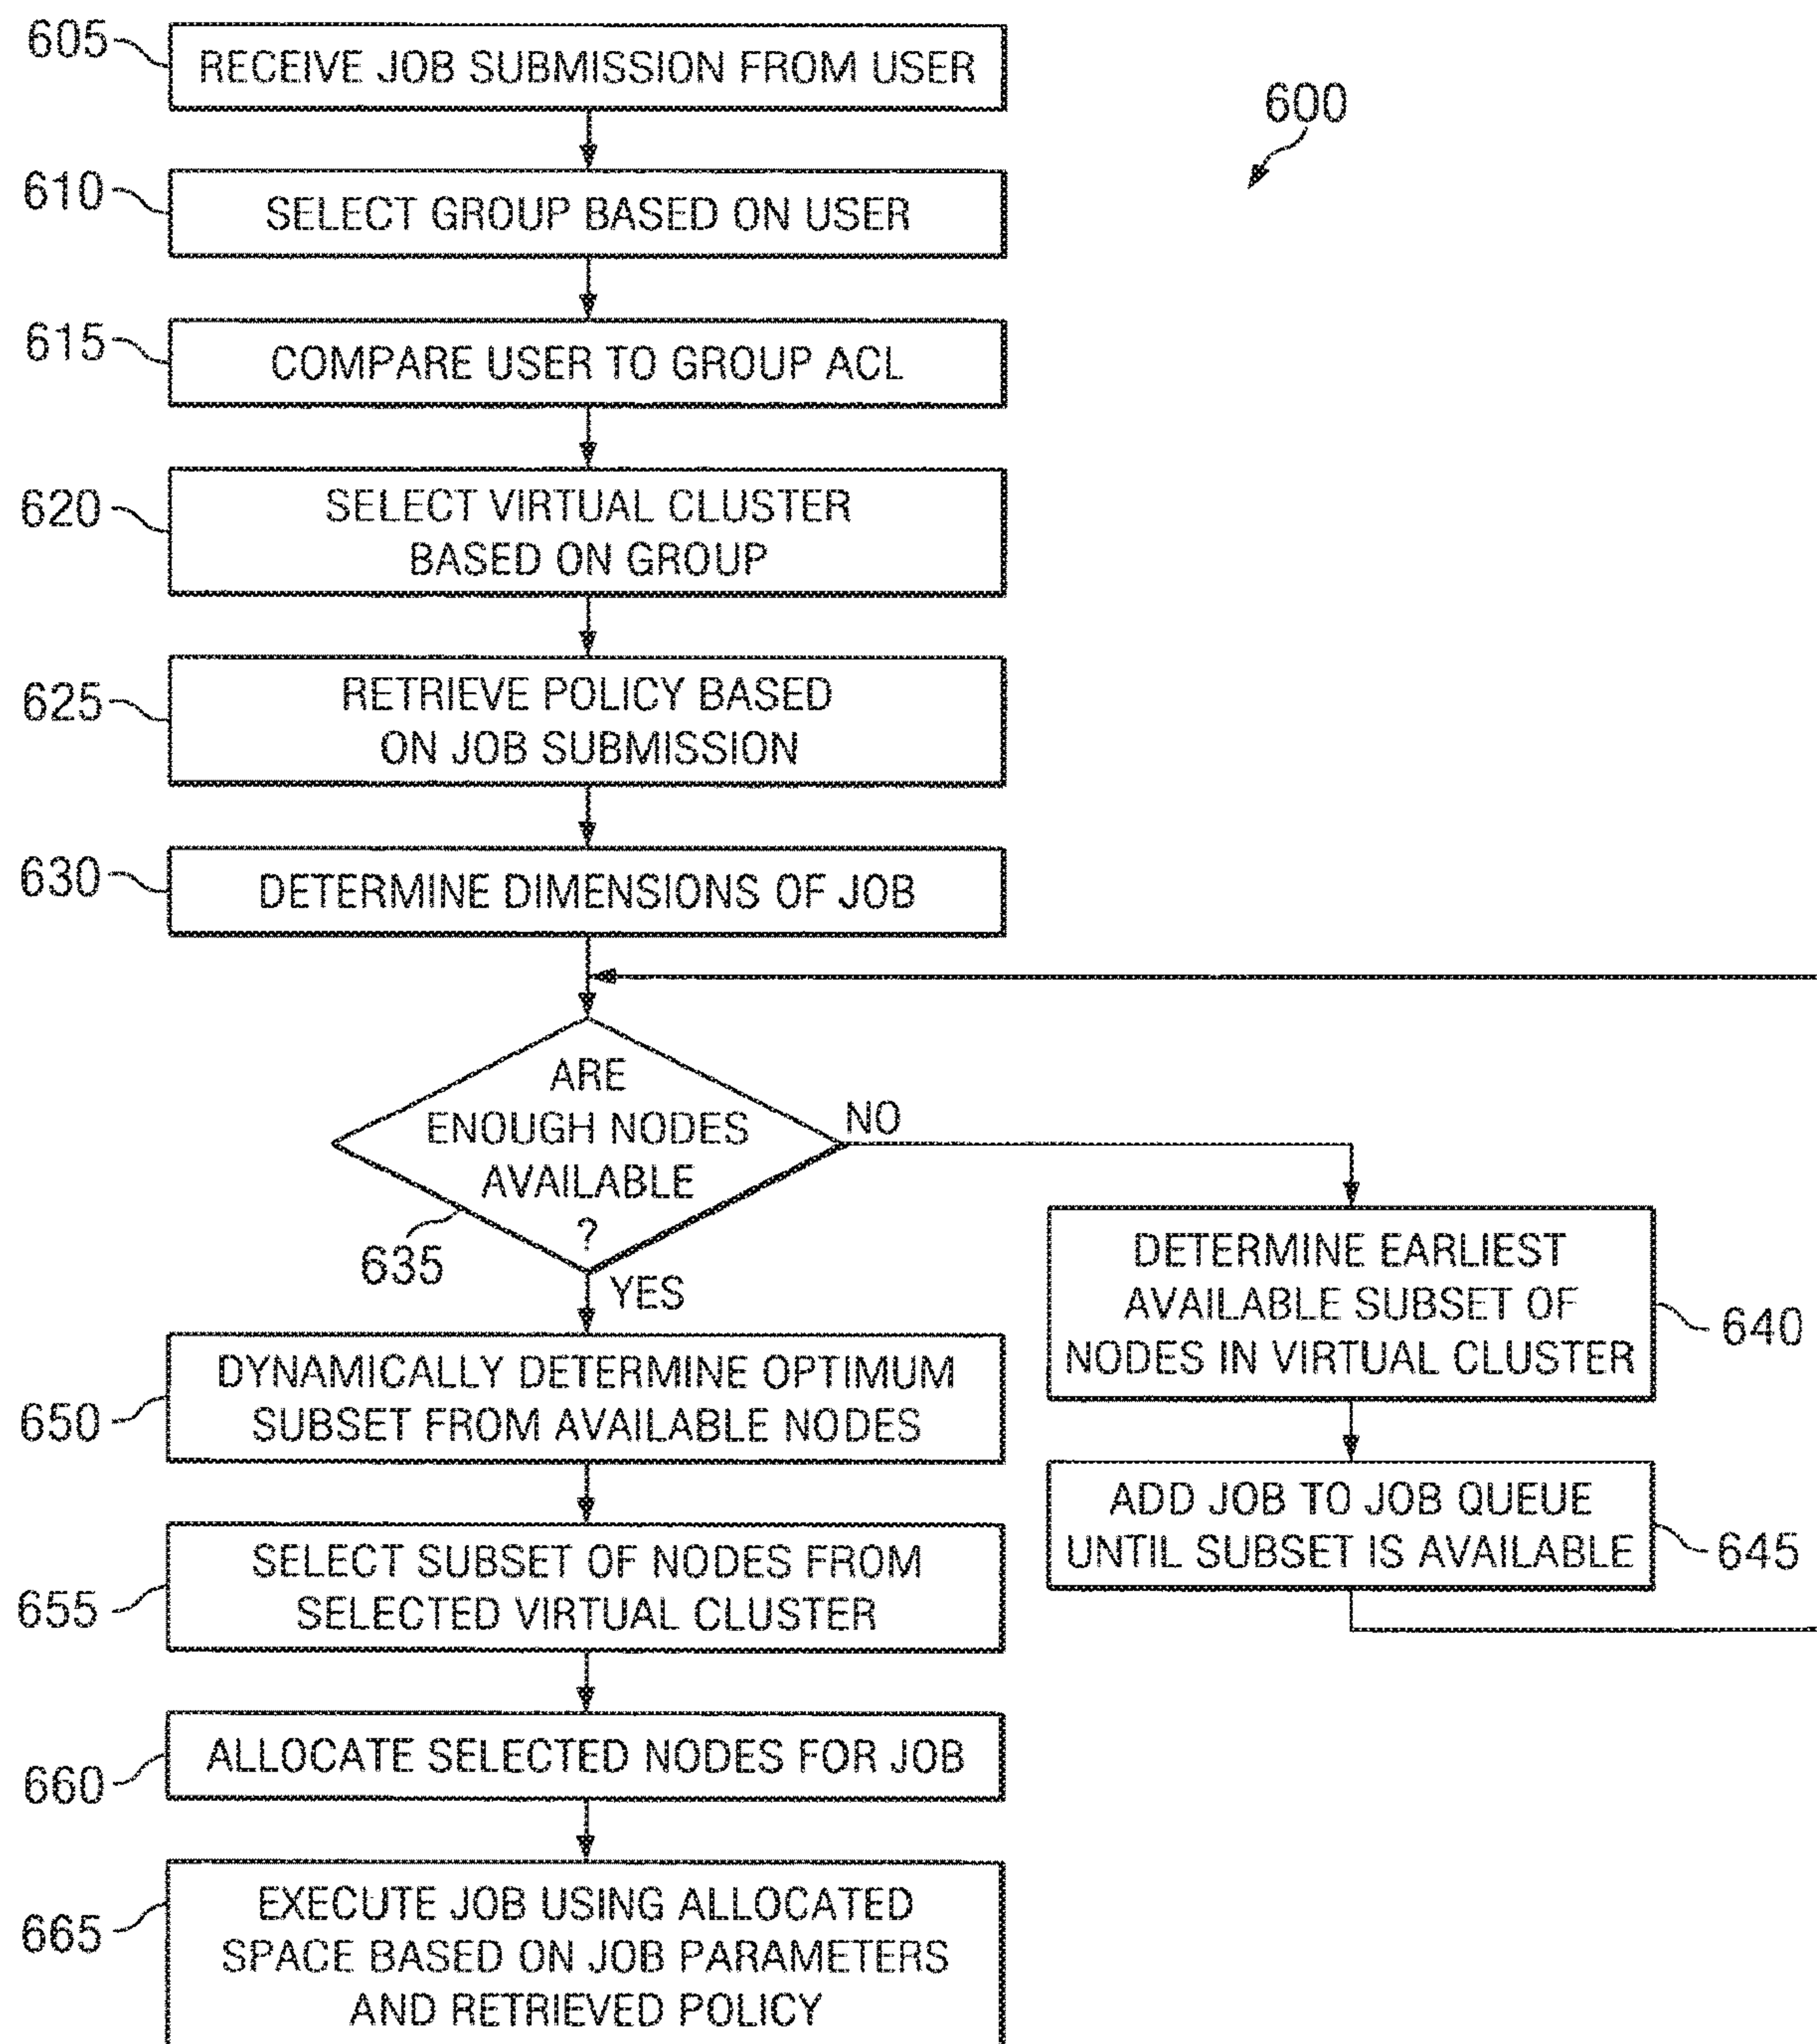 605
RECEIVE JOB SUBMISSION FROM USER
600
610
SELECT GROUP BASED ON USER
615
COMPARE USER TO GROUP ACL
620
SELECT VIRTUAL CLUSTER
BASED ON GROUP
625
RETRIEVE POLICY BASED
ON JOB SUBMISSION
630
DETERMINE DIMENSIONS OF JOB
ARE
ENOUGH NODES
AVAILABLE
?
635
NO
YES
DETERMINE EARLIEST
AVAILABLE SUBSET OF
NODES IN VIRTUAL CLUSTER
640
ADD JOB TO JOB QUEUE
UNTIL SUBSET IS AVAILABLE
645
650
DYNAMICALLY DETERMINE OPTIMUM
SUBSET FROM AVAILABLE NODES
655
SELECT SUBSET OF NODES FROM
SELECTED VIRTUAL CLUSTER
660
ALLOCATE SELECTED NODES FOR JOB
665
EXECUTE JOB USING ALLOCATED
SPACE BASED ON JOB PARAMETERS
AND RETRIEVED POLICY